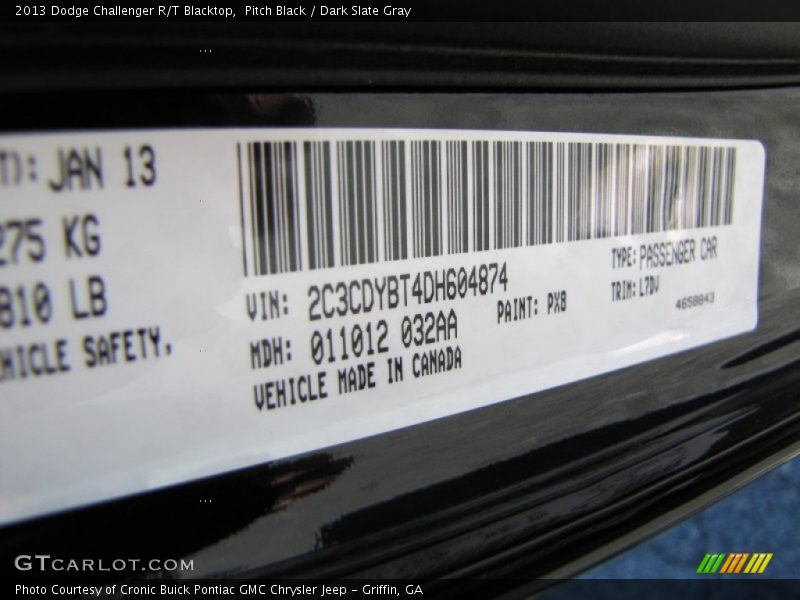 2013 Dodge Challenger R/T Blacktop, Pitch Black / Dark Slate Gray
JAN 13
275 KG
810 LB
SAFETY.
VIN: 2C3CDYBT4DH604874
MDH: 011012 032AA
VEHICLE MADE IN CANADA
PAINT: PX8
TYPE: PASSENGER CAR
TRIM: L7DV
4658843
GTCARLOT.COM
Photo Courtesy of Cronic Buick Pontiac GMC Chrysler Jeep - Griffin, GA